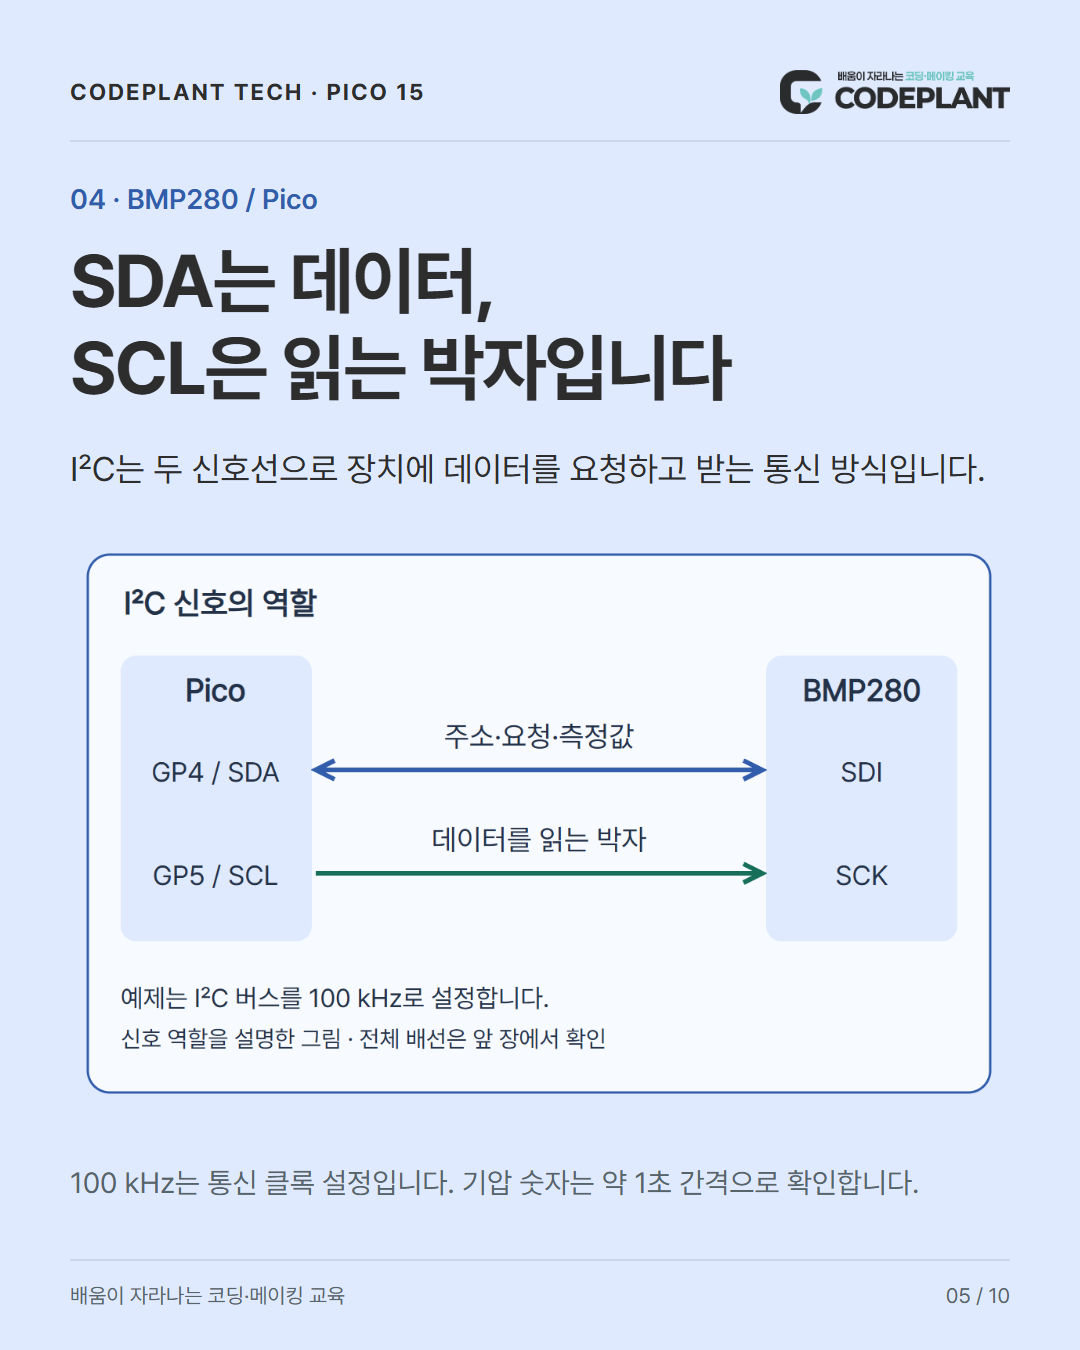 CODEPLANT TECH · PICO 15
배움이 자라나는 코딩·메이킹 교육
CODEPLANT
04 · BMP280 / Pico
SDA는 데이터,
SCL은 읽는 박자입니다
I²C는 두 신호선으로 장치에 데이터를 요청하고 받는 통신 방식입니다.
I²C 신호의 역할
Pico
BMP280
주소·요청·측정값
GP4 / SDA
SDI
데이터를 읽는 박자
GP5 / SCL
SCK
예제는 I²C 버스를 100 kHz로 설정합니다.
신호 역할을 설명한 그림 · 전체 배선은 앞 장에서 확인
100 kHz는 통신 클록 설정입니다. 기압 숫자는 약 1초 간격으로 확인합니다.
배움이 자라나는 코딩·메이킹 교육
05 / 10